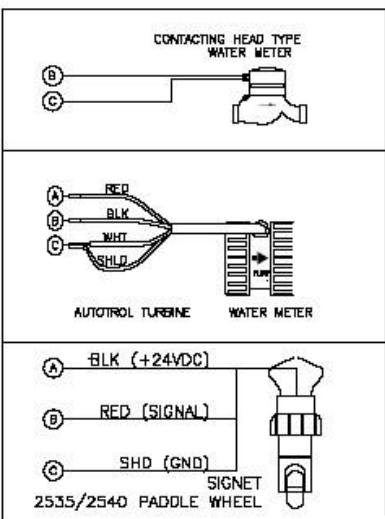 CONTACTING HEAD TYPE
WATER METER
B
C
A RED
B BLK
C WHT
SHLD
FLOW
AUTOTROL TURBINE WATER METER
A BLK (+24VDC)
B RED (SIGNAL)
C SHD (GND)
SIGNET
2535/2540 PADDLE WHEEL